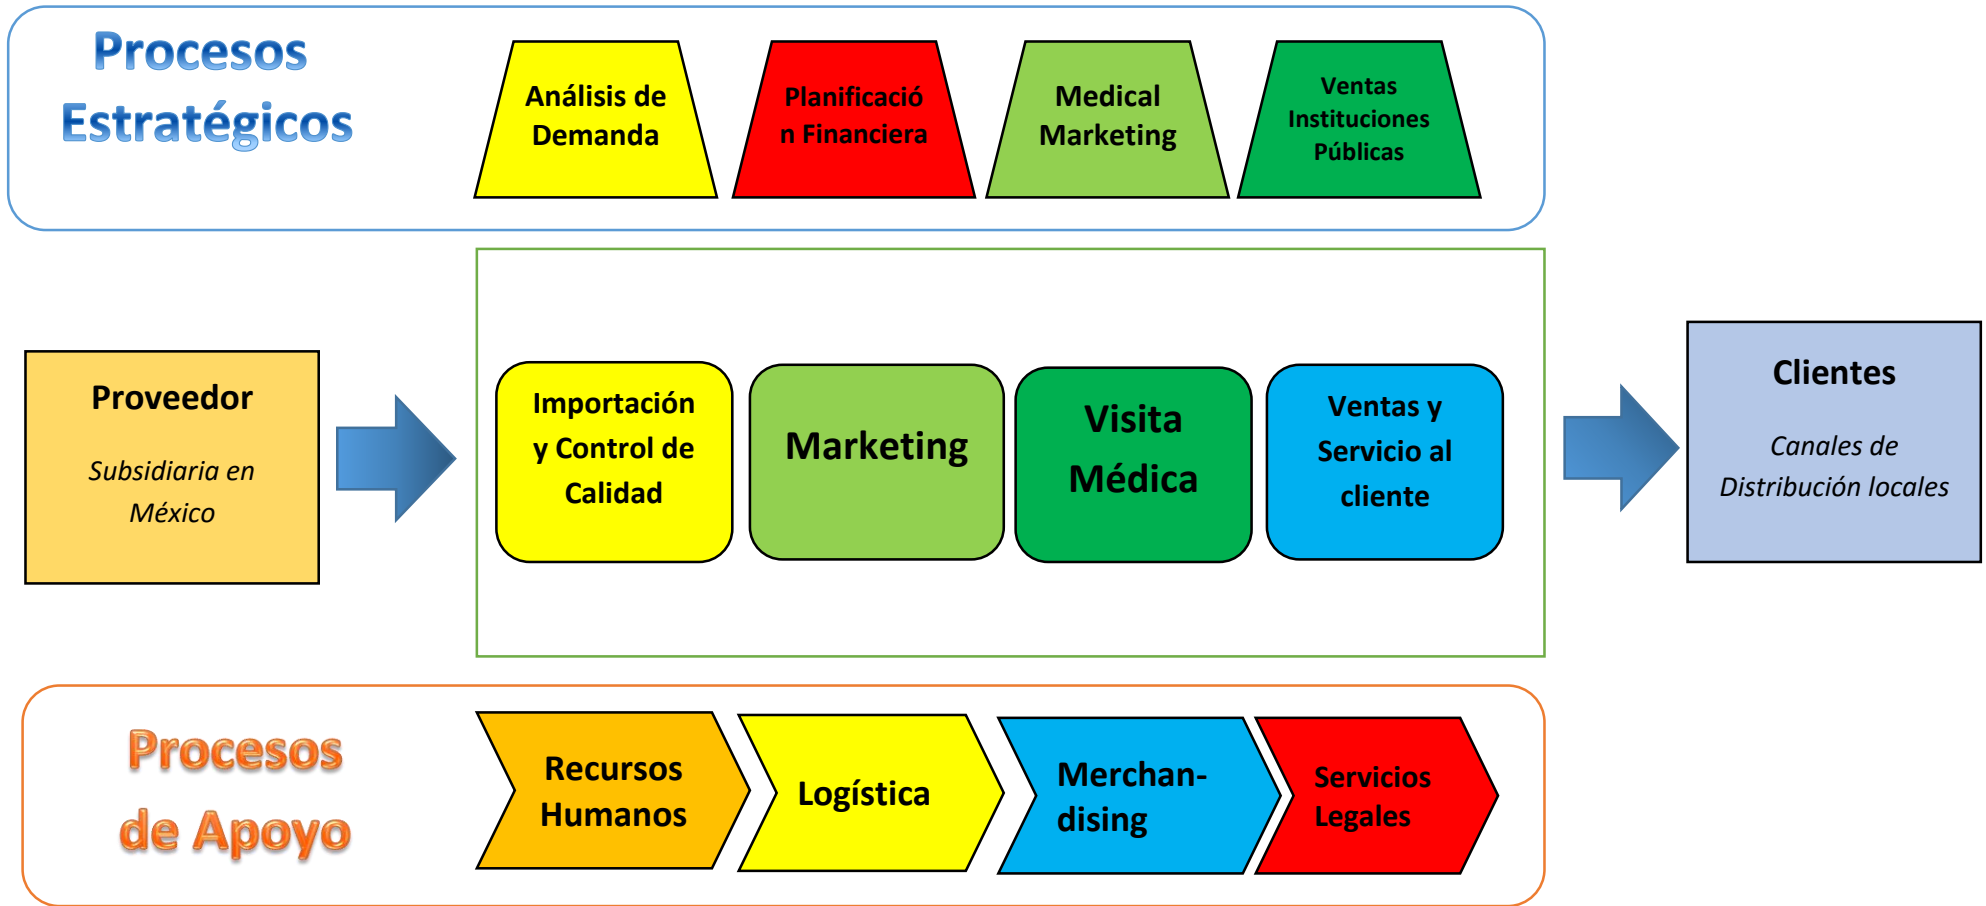 Procesos
Estratégicos
Análisis de
Demanda
Planificació
n Financiera
Medical
Marketing
Ventas
Instituciones
Públicas
Proveedor
Subsidiaria en
México
Importación
y Control de
Calidad
Marketing
Visita
Médica
Ventas y
Servicio al
cliente
Clientes
Canales de
Distribución locales
Procesos
de Apoyo
Recursos
Humanos
Logística
Merchan-
dising
Servicios
Legales